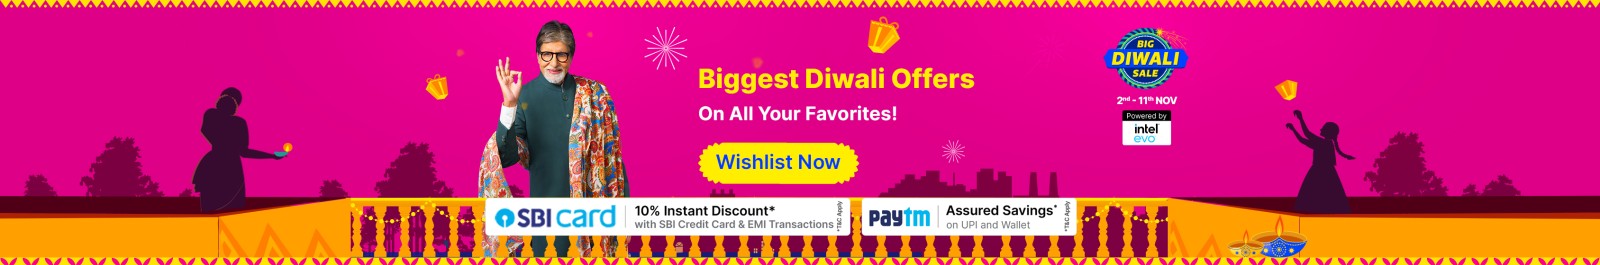 Biggest Diwali Offers
On All Your Favorites!
Wishlist Now
BIG
DIWALI
SALE
2nd - 11th NOV
Powered by
intel
evo
SBI card
10% Instant Discount*
with SBI Credit Card & EMI Transactions
*T&C Apply
paytm
Assured Savings*
on UPI and Wallet
*T&C Apply